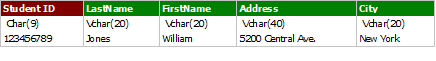 Student ID LastName FirstName Address City
Char(9) Vchar(20) Vchar(20) Vchar(40) Vchar(20)
123456789 Jones William 5200 Central Ave. New York